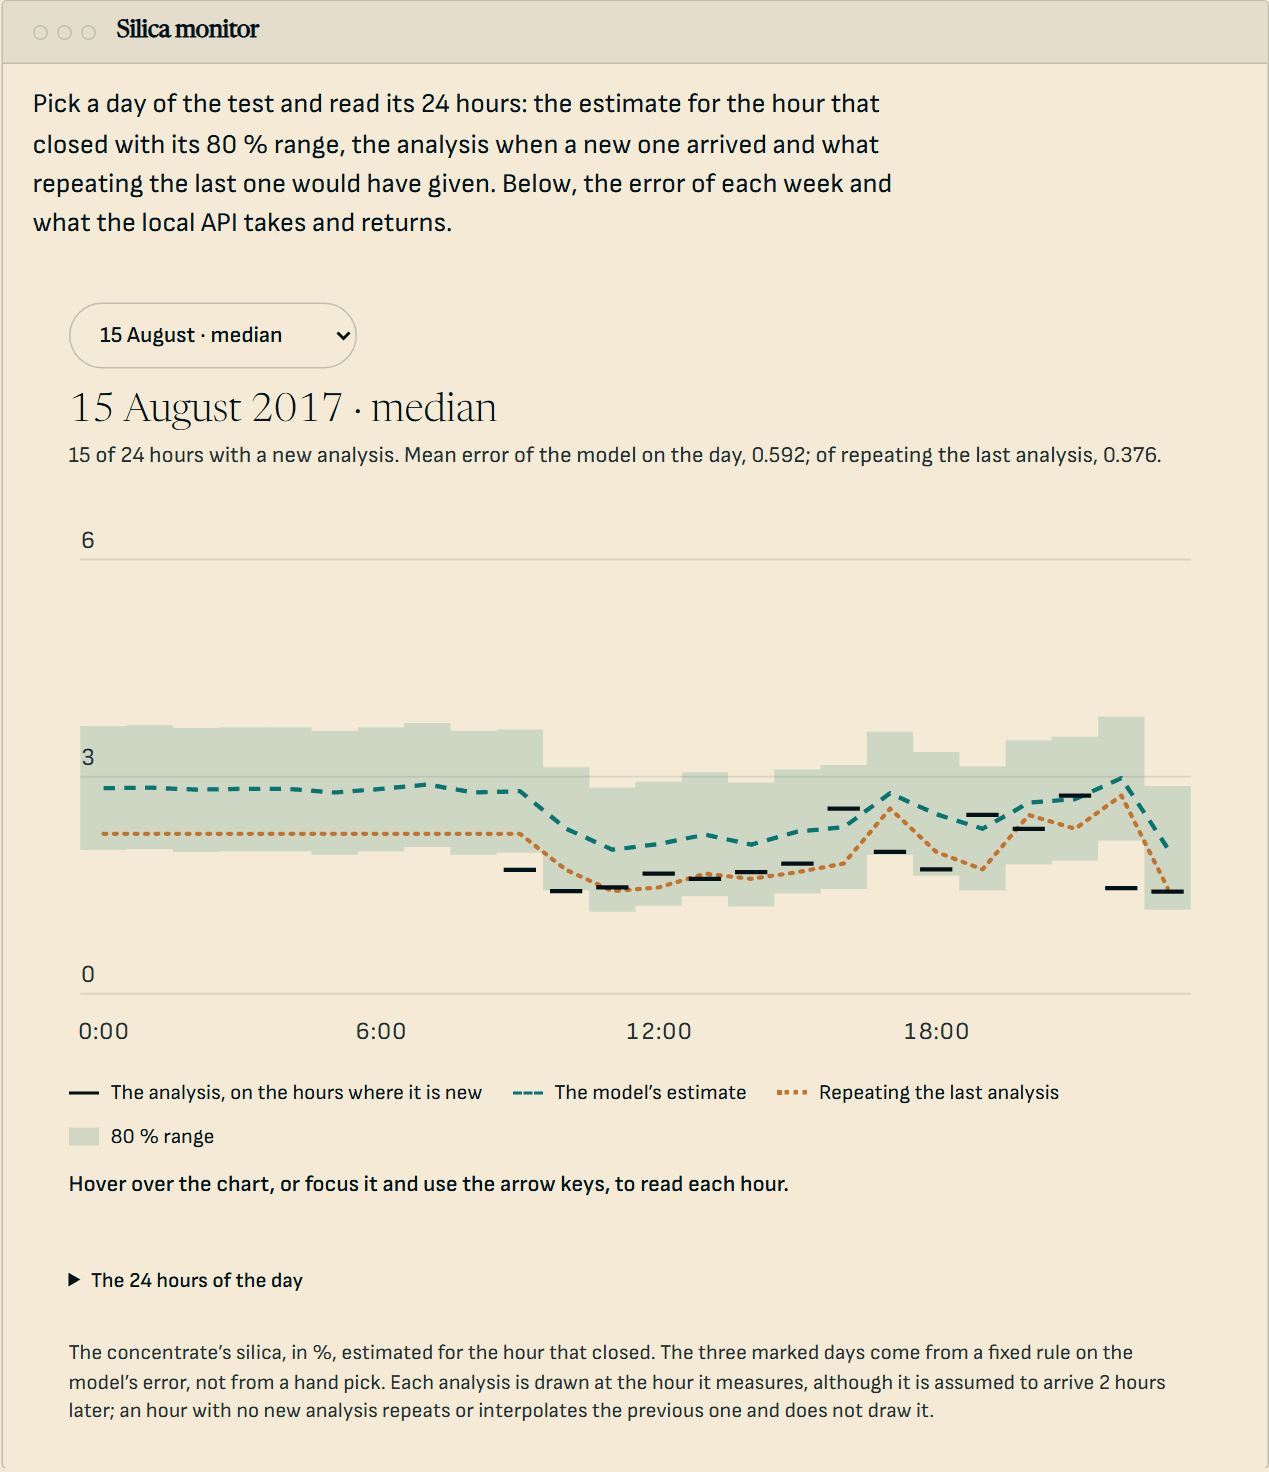 Silica monitor
Pick a day of the test and read its 24 hours: the estimate for the hour that
closed with its 80 % range, the analysis when a new one arrived and what
repeating the last one would have given. Below, the error of each week and
what the local API takes and returns.
15 August · median
15 August 2017 · median
15 of 24 hours with a new analysis. Mean error of the model on the day, 0.592; of repeating the last analysis, 0.376.
6
3
0
0:00 6:00 12:00 18:00
The analysis, on the hours where it is new The model’s estimate Repeating the last analysis
80 % range
Hover over the chart, or focus it and use the arrow keys, to read each hour.
The 24 hours of the day
The concentrate’s silica, in %, estimated for the hour that closed. The three marked days come from a fixed rule on the
model’s error, not from a hand pick. Each analysis is drawn at the hour it measures, although it is assumed to arrive 2 hours
later; an hour with no new analysis repeats or interpolates the previous one and does not draw it.